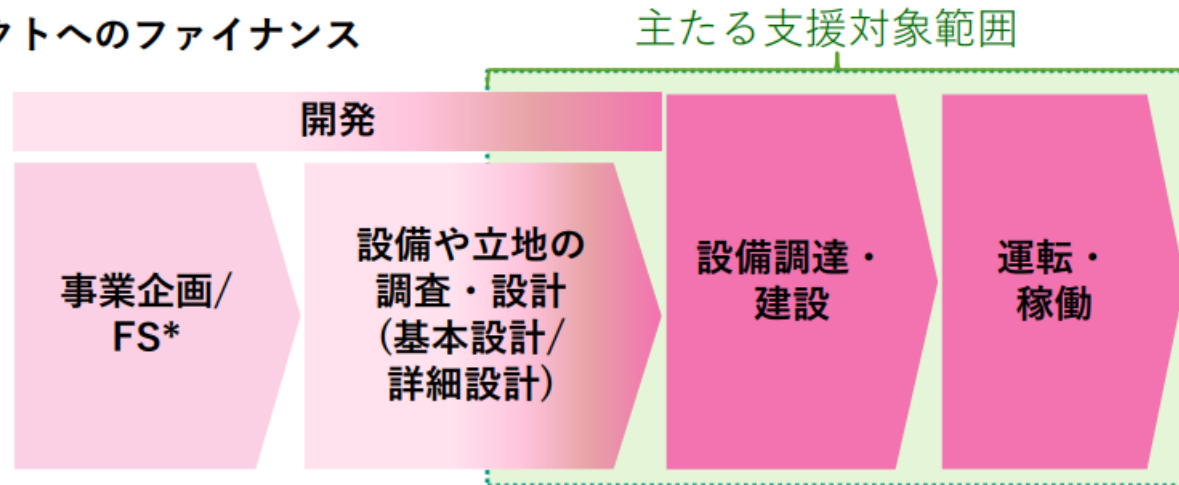 クトへのファイナンス
主たる支援対象範囲
開発
事業企画/
FS*
設備や立地の
調査・設計
(基本設計/
詳細設計)
設備調達・
建設
運転・
稼働